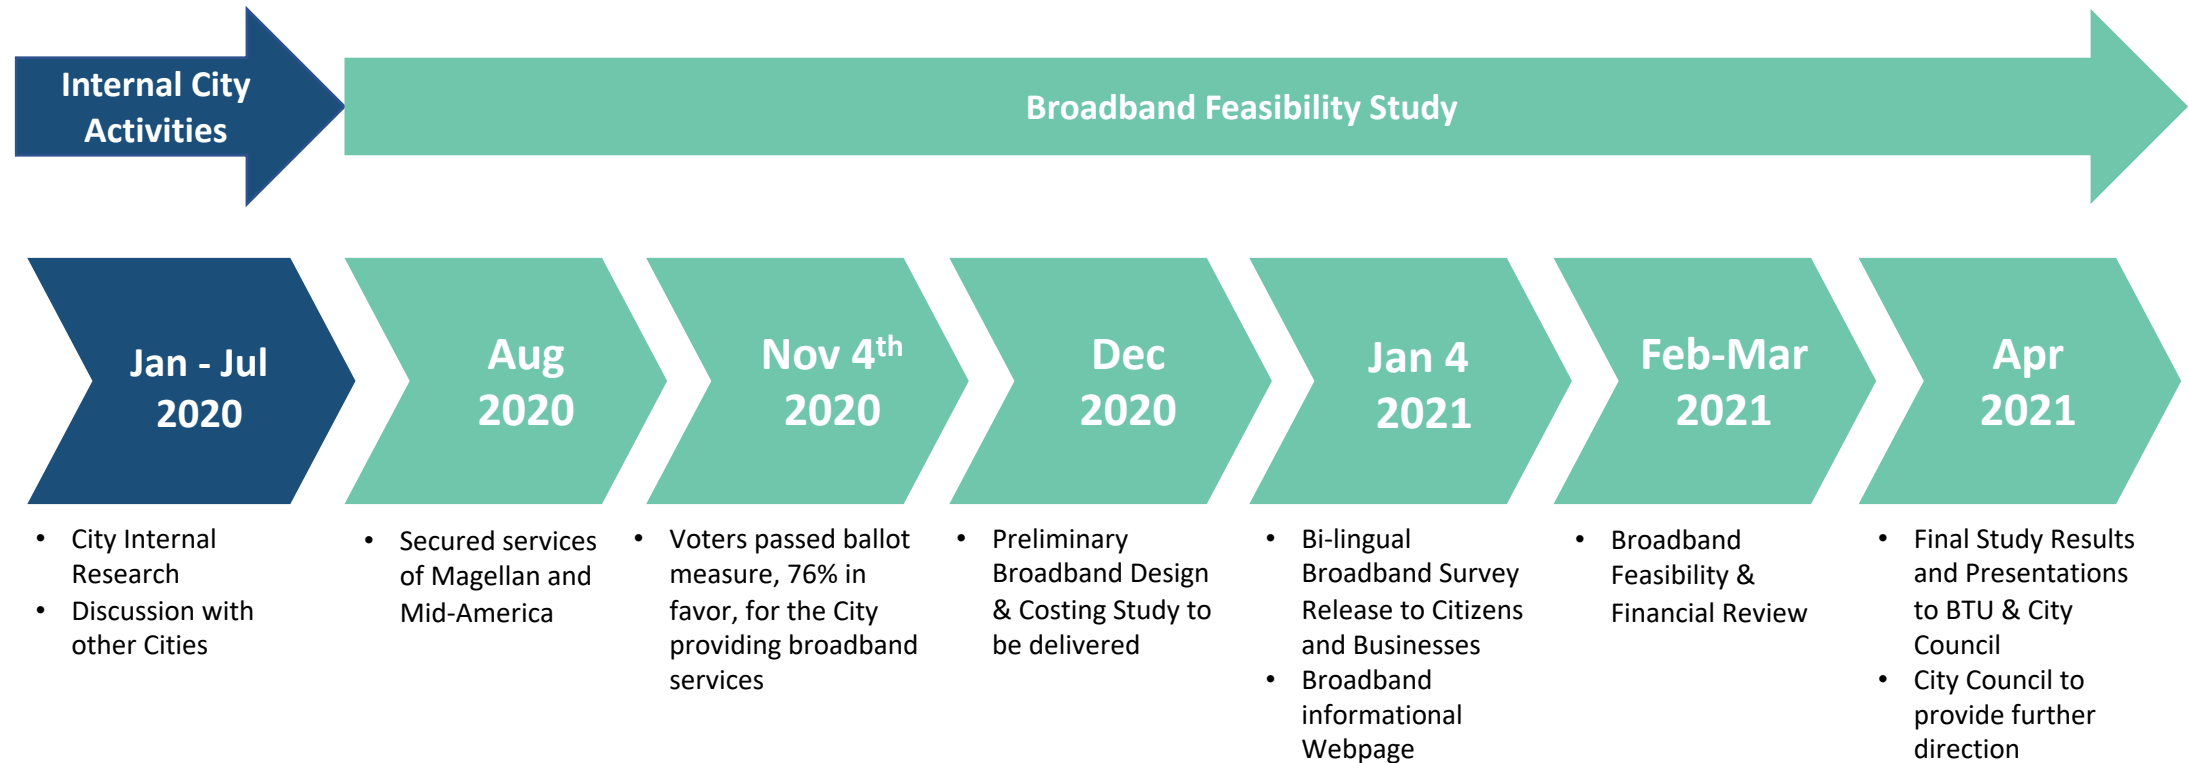 Internal City
Activities
Broadband Feasibility Study
Jan - Jul
2020
Aug
2020
Nov 4th
2020
Dec
2020
Jan 4
2021
Feb-Mar
2021
Apr
2021
• City Internal
Research
• Discussion with
other Cities
• Secured services
of Magellan and
Mid-America
• Voters passed ballot
measure, 76% in
favor, for the City
providing broadband
services
• Preliminary
Broadband Design
& Costing Study to
be delivered
• Bi-lingual
Broadband Survey
Release to Citizens
and Businesses
• Broadband
informational
Webpage
• Broadband
Feasibility &
Financial Review
• Final Study Results
and Presentations
to BTU & City
Council
• City Council to
provide further
direction